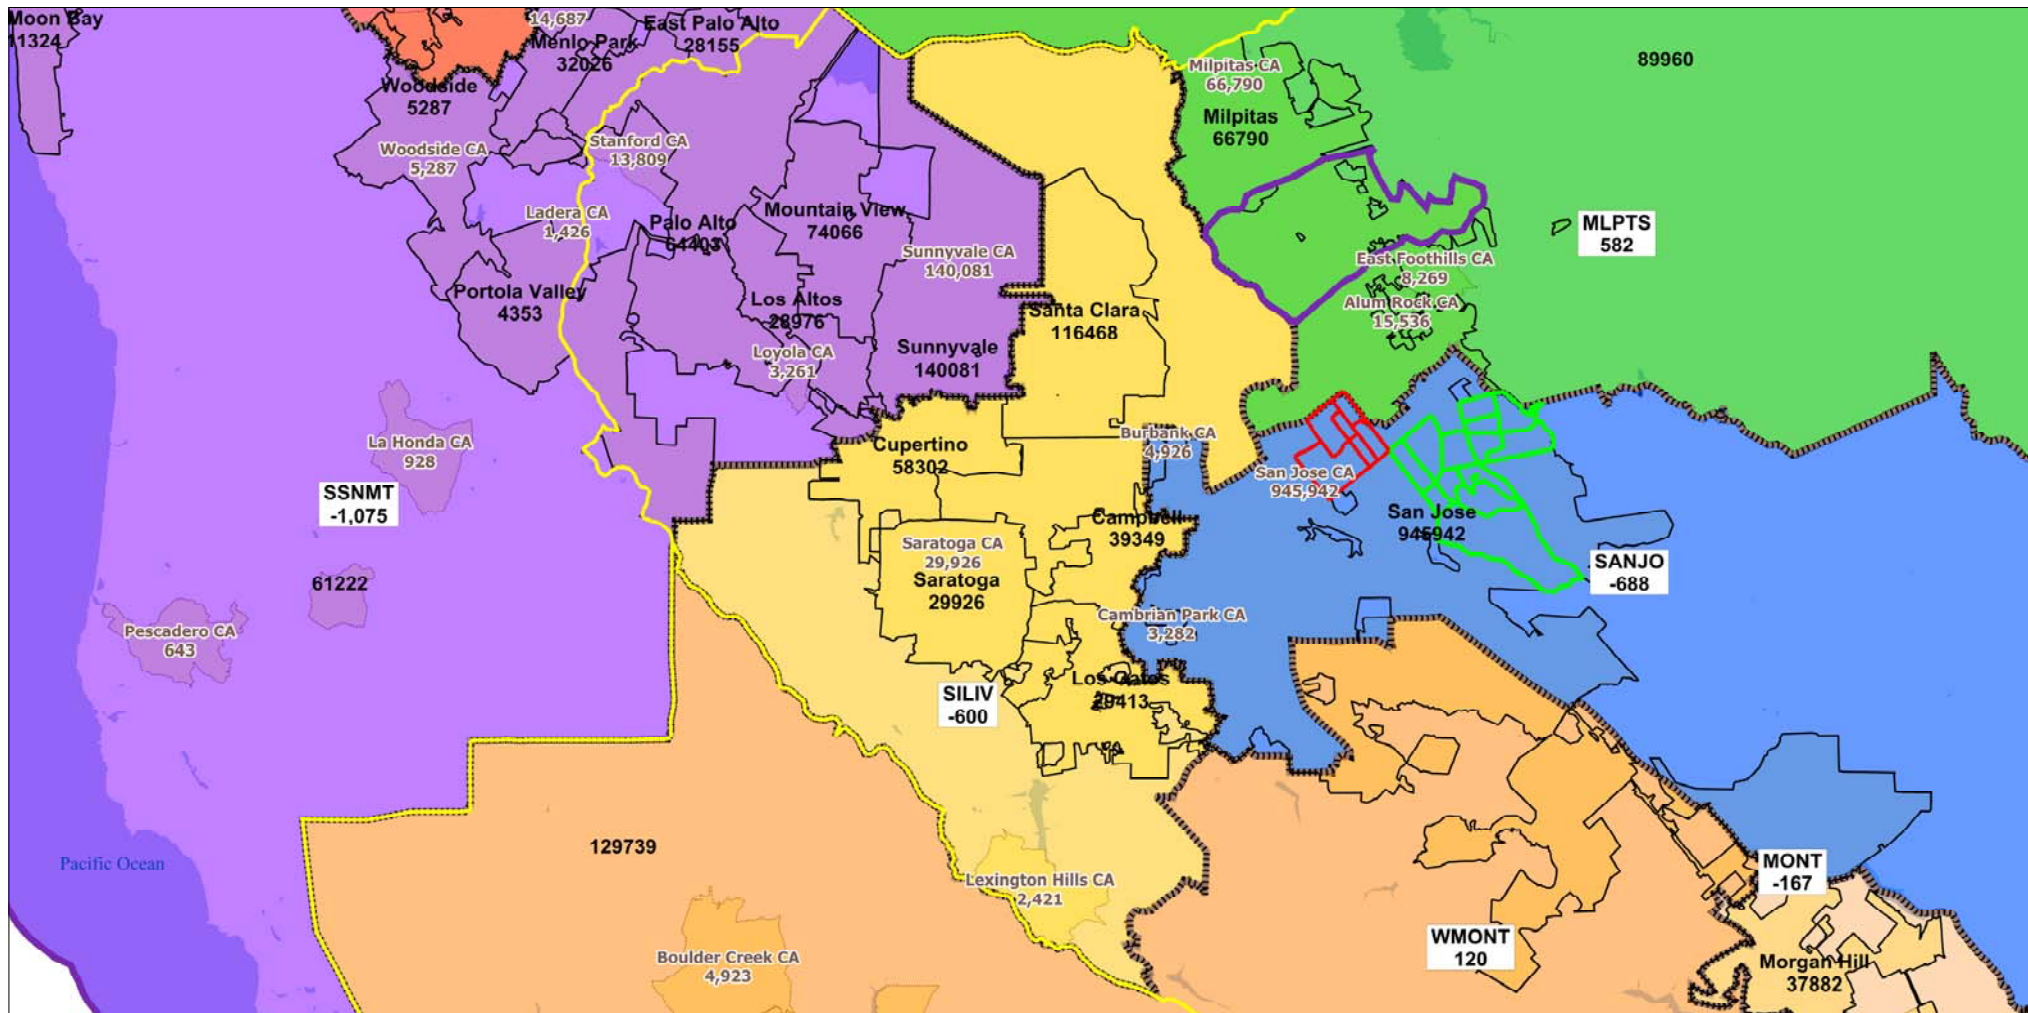 Moon Bay
11324
14,687
East Palo Alto
28155
Menlo Park
32026
Woodside
5287
Woodside CA
5,287
Stanford CA
13,809
Ladera CA
1,426
Palo Alto
64403
Mountain View
74066
Sunnyvale CA
140,081
Portola Valley
4353
Los Altos
28976
Loyola CA
3,261
Sunnyvale
140081
Santa Clara
116468
Milpitas CA
66,790
Milpitas
66790
89960
MLPTS
582
East Foothills CA
8,269
Alum Rock CA
15,536
La Honda CA
928
SSNMT
-1,075
61222
Pescadero CA
643
Cupertino
58302
Burbank CA
4,926
San Jose CA
945,942
San Jose
945942
Campbell
39349
Saratoga CA
29,926
Saratoga
29926
SANJO
-688
Cambrian Park CA
3,282
Los Gatos
29413
SILIV
-600
129739
Pacific Ocean
Lexington Hills CA
2,421
Boulder Creek CA
4,923
MONT
-167
WMONT
120
Morgan Hill
37882